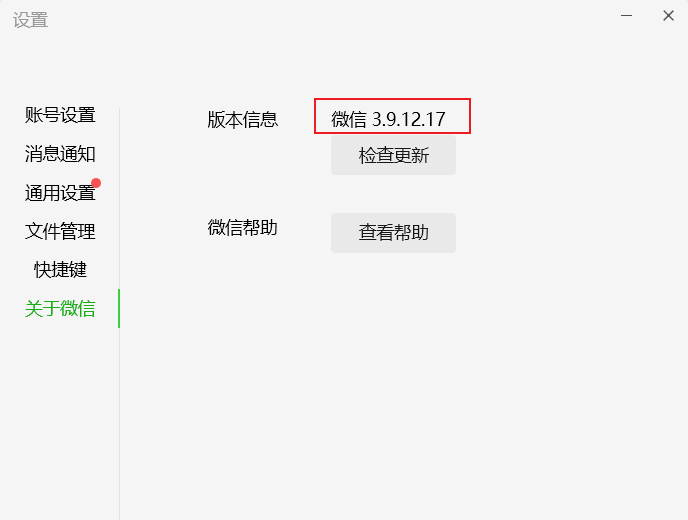 设置
账号设置
消息通知
通用设置
文件管理
快捷键
关于微信
版本信息
微信 3.9.12.17
检查更新
微信帮助
查看帮助